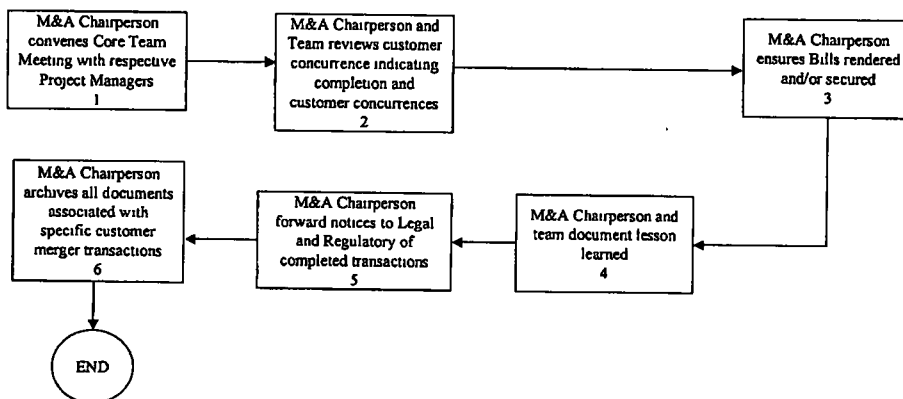 M&A Chairperson
convenes Core Team
Meeting with respective
Project Managers
1
M&A Chairperson and
Team reviews customer
concurrence indicating
completion and
customer concurrences
2
M&A Chairperson
ensures Bills rendered
and/or secured
3
M&A Chairperson and
team document lesson
learned
4
M&A Chairperson
forward notices to Legal
and Regulatory of
completed transactions
5
M&A Chairperson
archives all documents
associated with
specific customer
merger transactions
6
END